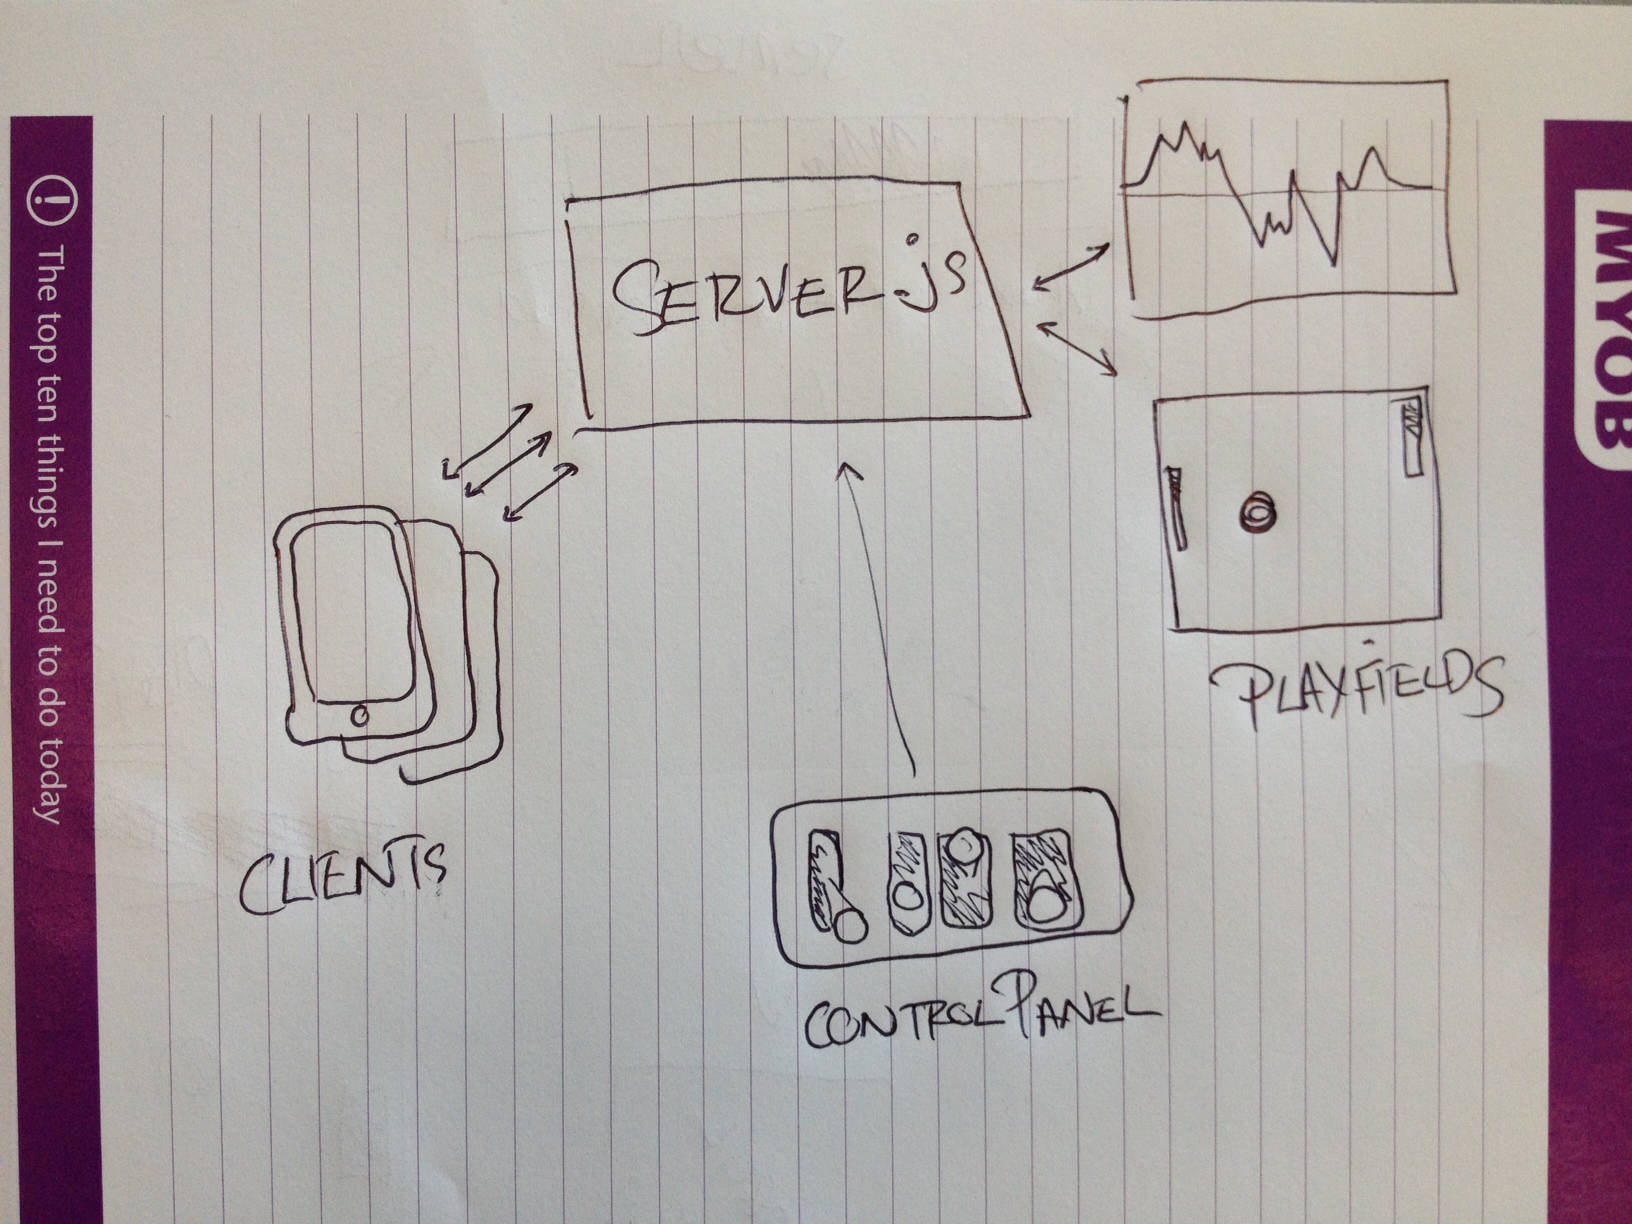 The top ten things I need to do today
CLIENTS
SERVER.js
CONTROL PANEL
PLAYFIELDS
MYOB